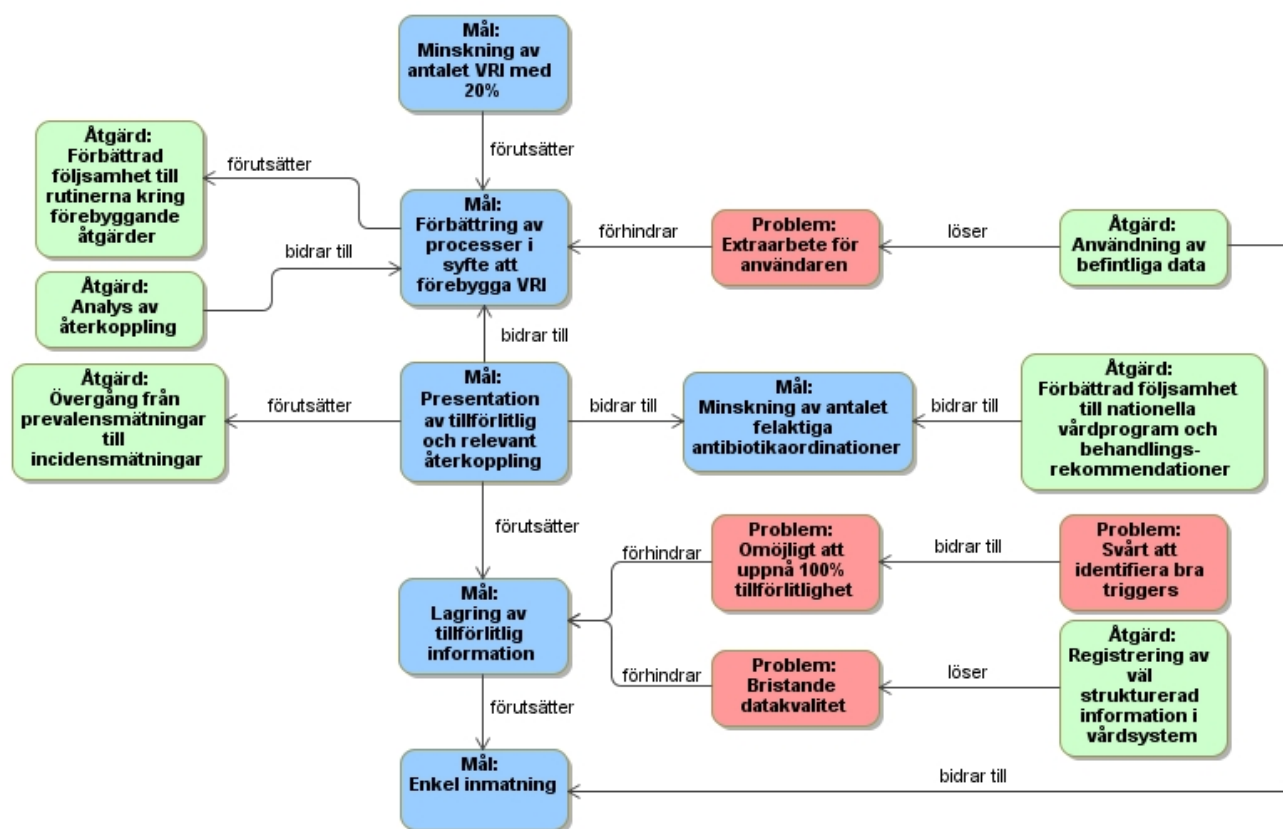 Mål:
Minskning av
antalet VRI med
20%
förutsätter
Åtgärd:
Förbättrad
följsamhet till
rutinerna kring
förebyggande
åtgärder
förutsätter
Mål:
Förbättring av
processer i
syfte att
förebygga VRI
förhindrar
Problem:
Extraarbete för
användaren
löser
Åtgärd:
Användning av
befintliga data
bidrar till
Åtgärd:
Analys av
återkoppling
bidrar till
Åtgärd:
Övergång från
prevalensmätningar
till
incidensmätningar
förutsätter
Mål:
Presentation
av tillförlitlig
och relevant
återkoppling
bidrar till
Mål:
Minskning av antalet
felaktiga
antibiotikaordinationer
bidrar till
Åtgärd:
Förbättrad följsamhet
till nationella
vårdprogram och
behandlings-
rekommendationer
förutsätter
Mål:
Lagring av
tillförlitlig
information
förhindrar
Problem:
Omöjligt att
uppnå 100%
tillförlitlighet
bidrar till
Problem:
Svårt att
identifiera bra
triggers
förhindrar
Problem:
Bristande
datakvalitet
löser
Åtgärd:
Registrering av
väl
strukturerad
information i
vårdsystem
förutsätter
Mål:
Enkel inmatning
bidrar till